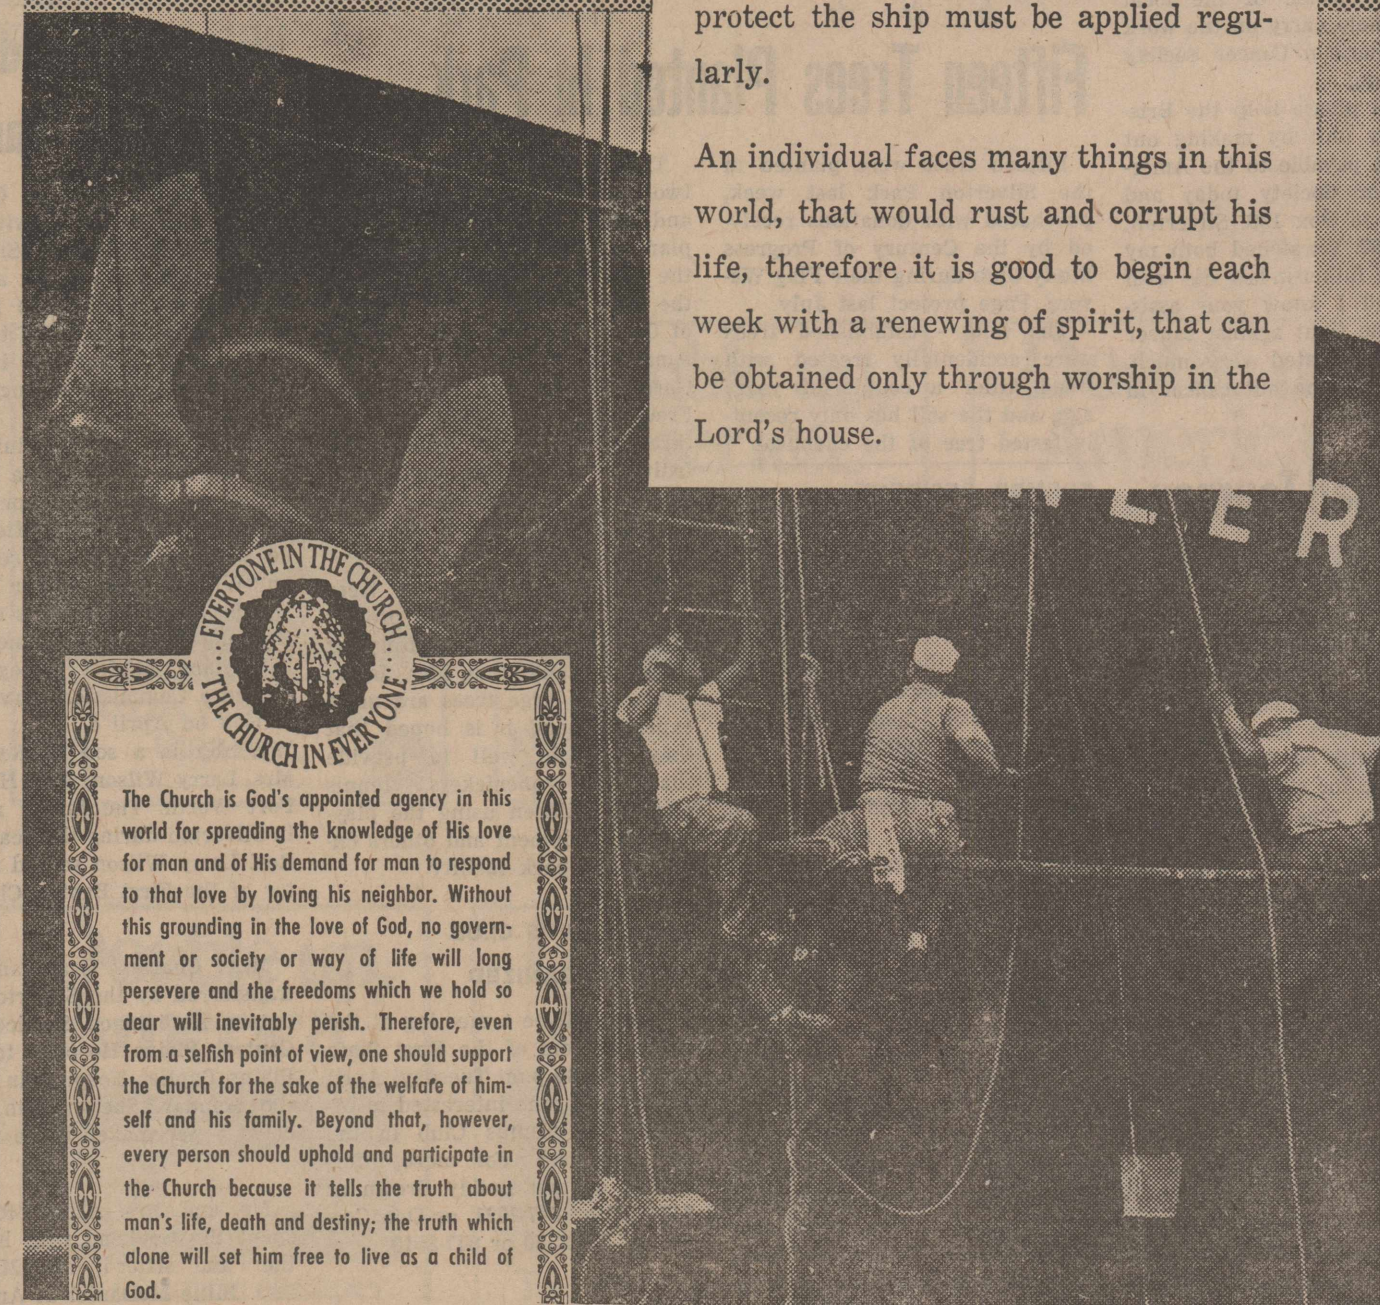 protect the ship must be applied regu-
larly.
An individual faces many things in this
world, that would rust and corrupt his
life, therefore it is good to begin each
week with a renewing of spirit, that can
be obtained only through worship in the
Lord's house.
LER
EVERYONE IN THE CHURCH
THE CHURCH IN EVERYONE
The Church is God's appointed agency in this
world for spreading the knowledge of His love
for man and of His demand for man to respond
to that love by loving his neighbor. Without
this grounding in the love of God, no govern-
ment or society or way of life will long
persevere and the freedoms which we hold so
dear will inevitably perish. Therefore, even
from a selfish point of view, one should support
the Church for the sake of the welfare of him-
self and his family. Beyond that, however,
every person should uphold and participate in
the Church because it tells the truth about
man's life, death and destiny; the truth which
alone will set him free to live as a child of
God.